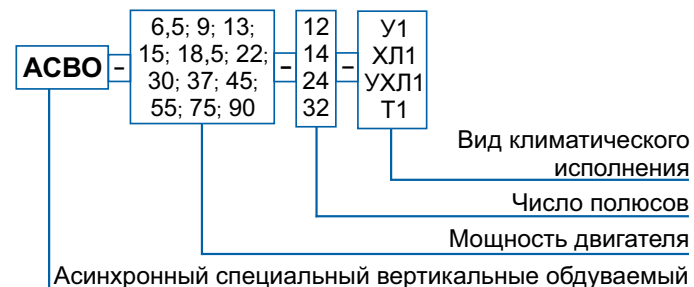 АСВО – 6,5; 9; 13; 15; 18,5; 22; 30; 37; 45; 55; 75; 90 – 12 14 24 32 – У1 ХЛ1 УХЛ1 Т1
Вид климатического
исполнения
Число полюсов
Мощность двигателя
Асинхронный специальный вертикальные обдуваемый